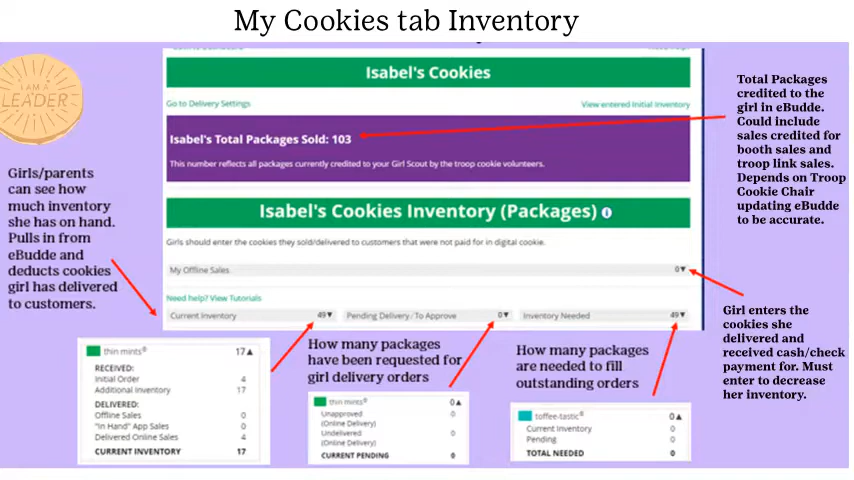 My Cookies tab Inventory
I AM A
LEADER
Isabel's Cookies
Go to Delivery Settings
View entered Initial Inventory
Isabel's Total Packages Sold: 103
This number reflects all packages currently credited to your Girl Scout by the troop cookie volunteers.
Isabel's Cookies Inventory (Packages)
Girls should enter the cookies they sold/delivered to customers that were not paid for in digital cookie.
My Offline Sales 0▼
Need help? View Tutorials
Current Inventory 49▼ Pending Delivery/To Approve 0▼ Inventory Needed 49▼
Total Packages
credited to the
girl in eBudde.
Could include
sales credited for
booth sales and
troop link sales.
Depends on Troop
Cookie Chair
updating eBudde
to be accurate.
Girls/parents
can see how
much inventory
she has on hand.
Pulls in from
eBudde and
deducts cookies
girl has delivered
to customers.
Girl enters the
cookies she
delivered and
received cash/check
payment for. Must
enter to decrease
her inventory.
thin mints® 17▲
RECEIVED:
Initial Order 4
Additional Inventory 17
DELIVERED:
Offline Sales 0
"In Hand" App Sales 0
Delivered Online Sales 4
CURRENT INVENTORY 17
How many packages
have been requested for
girl delivery orders
thin mints® 0▲
Unapproved 0
(Online Delivery)
Undelivered 0
(Online Delivery)
CURRENT PENDING 0
How many packages
are needed to fill
outstanding orders
toffee-tastic® 0▲
Current Inventory 0
Pending 0
TOTAL NEEDED 0